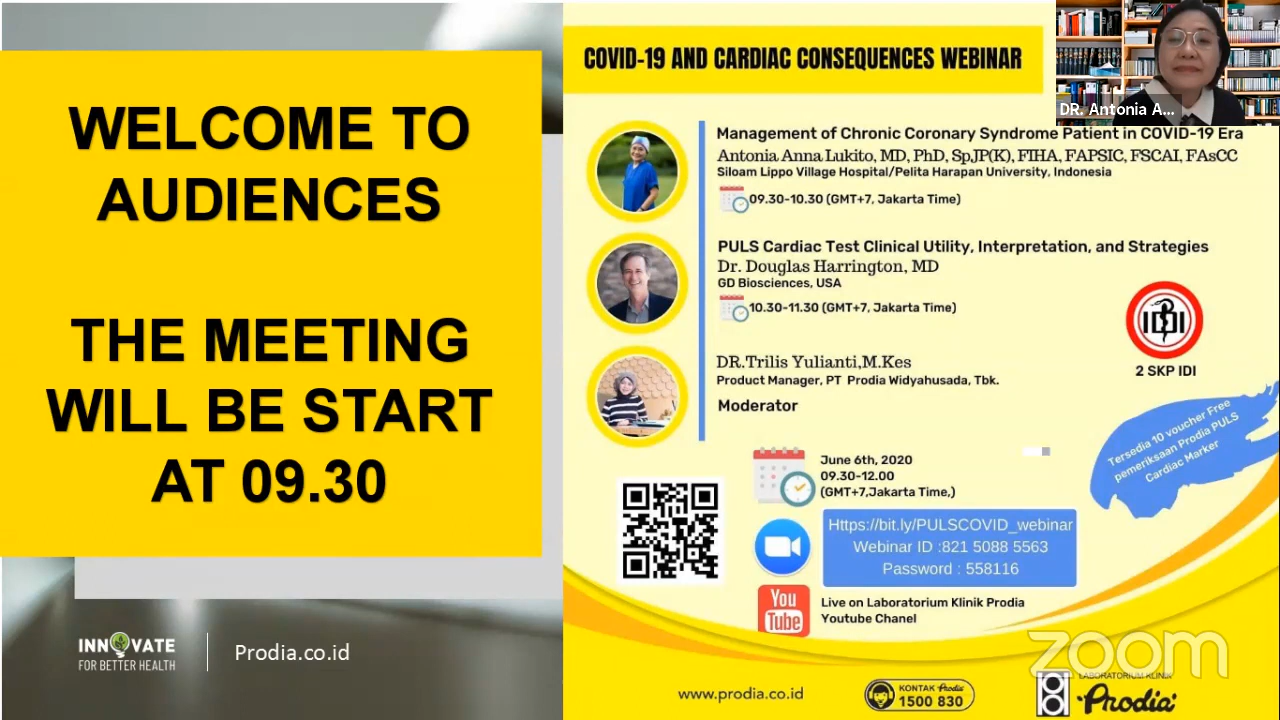 WELCOME TO
AUDIENCES
THE MEETING
WILL BE START
AT 09.30
INNOVATE
FOR BETTER HEALTH
Prodia.co.id
COVID-19 AND CARDIAC CONSEQUENCES WEBINAR
DR. Antonia A...
Management of Chronic Coronary Syndrome Patient in COVID-19 Era
Antonia Anna Lukito, MD, PhD, SpJP(K), FIHA, FAPSIC, FSCAI, FAsCC
Siloam Lippo Village Hospital/Pelita Harapan University, Indonesia
09.30-10.30 (GMT+7, Jakarta Time)
PULS Cardiac Test Clinical Utility, Interpretation, and Strategies
Dr. Douglas Harrington, MD
GD Biosciences, USA
10.30-11.30 (GMT+7, Jakarta Time)
IDI
2 SKP IDI
DR.Trilis Yulianti,M.Kes
Product Manager, PT Prodia Widyahusada, Tbk.
Moderator
Tersedia 10 voucher Free
pemeriksaan Prodia PULS
Cardiac Marker
June 6th, 2020
09.30-12.00
(GMT+7,Jakarta Time,)
Https://bit.ly/PULSCOVID_webinar
Webinar ID :821 5088 5563
Password : 558116
You
Tube
Live on Laboratorium Klinik Prodia
Youtube Chanel
zoom
www.prodia.co.id
KONTAK Prodia
1500 830
LABORATORIUM KLINIK
Prodia